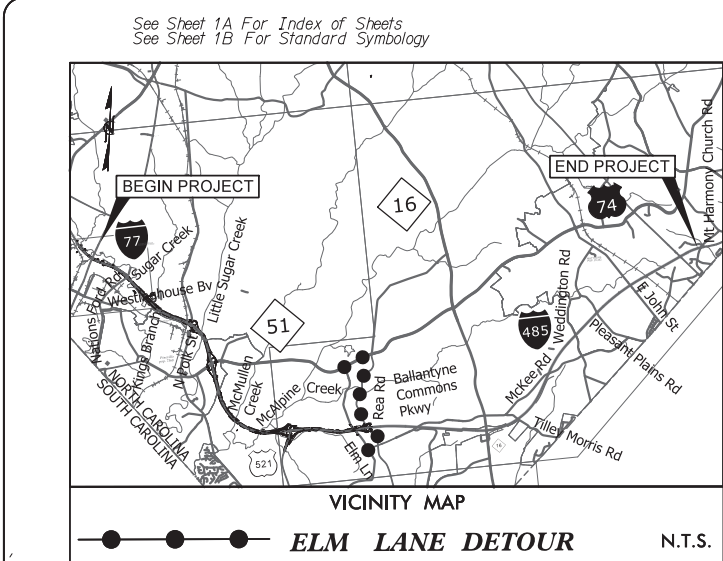 See Sheet 1A For Index of Sheets
See Sheet 1B For Standard Symbology
N
Mt Harmony Church Rd
END PROJECT
BEGIN PROJECT
16
74
77
Sugar Creek
Little Sugar Creek
Nations Ford Rd
Westinghouse Bv
51
485
Weddington Rd
E John St
Kings Branch
N Polk St
Pleasant Plains Rd
McMullen
Creek
McAlpine Creek
Rea Rd
Ballantyne
Commons
Pkwy
McKee Rd
NORTH CAROLINA
SOUTH CAROLINA
Elm Ln
Tilley Morris Rd
521
16
VICINITY MAP
ELM LANE DETOUR
N.T.S.